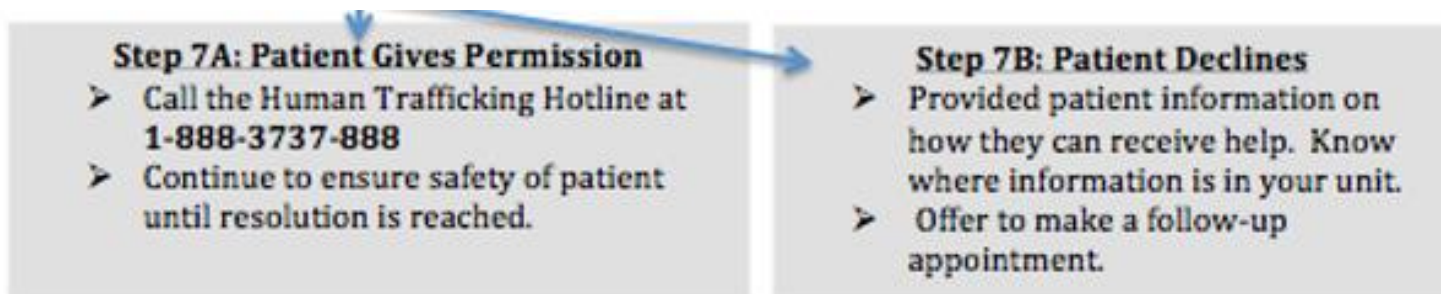 Step 7A: Patient Gives Permission
➤ Call the Human Trafficking Hotline at
1-888-3737-888
➤ Continue to ensure safety of patient
until resolution is reached.
Step 7B: Patient Declines
➤ Provided patient information on
how they can receive help. Know
where information is in your unit.
➤ Offer to make a follow-up
appointment.